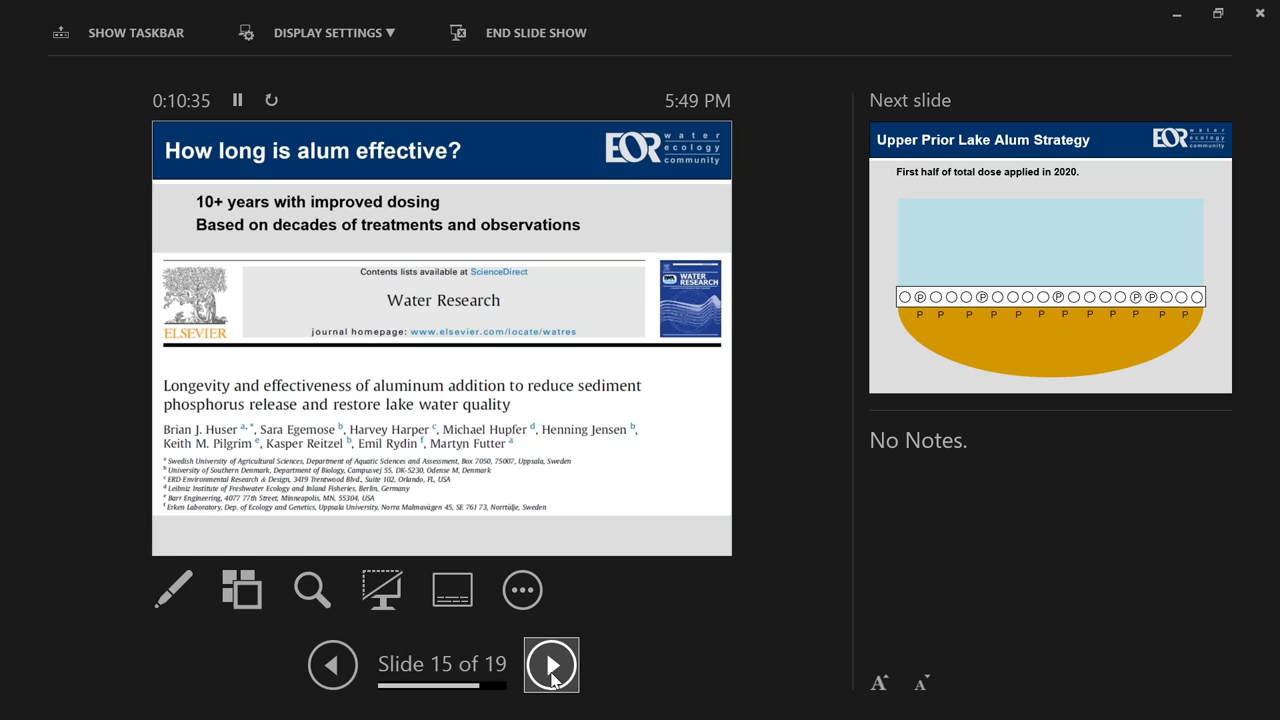 SHOW TASKBAR
DISPLAY SETTINGS ▼
END SLIDE SHOW
0:10:35
5:49 PM
How long is alum effective?
EOR
water
ecology
community
10+ years with improved dosing
Based on decades of treatments and observations
ELSEVIER
Contents lists available at ScienceDirect
Water Research
journal homepage: www.elsevier.com/locate/watres
WATER
RESEARCH
Longevity and effectiveness of aluminum addition to reduce sediment
phosphorus release and restore lake water quality
Brian J. Huser a, *, Sara Egemose b, Harvey Harper c, Michael Hupfer d, Henning Jensen b,
Keith M. Pilgrim e, Kasper Reitzel b, Emil Rydin f, Martyn Futter a
a Swedish University of Agricultural Sciences, Department of Aquatic Sciences and Assessment, Box 7050, 75007, Uppsala, Sweden
b University of Southern Denmark, Department of Biology, Campusvej 55, DK-5230, Odense M, Denmark
c ERD Environmental Research & Design, 3419 Trentwood Blvd., Suite 102, Orlando, FL, USA
d Leibniz Institute of Freshwater Ecology and Inland Fisheries, Berlin, Germany
e Barr Engineering, 4077 77th Street, Minneapolis, MN, 55304, USA
f Erken Laboratory, Dep. of Ecology and Genetics, Uppsala University, Norra Malmavägen 45, SE 761 73, Norrtälje, Sweden
Slide 15 of 19
Next slide
Upper Prior Lake Alum Strategy
EOR
water
ecology
community
First half of total dose applied in 2020.
P P P P P
P P P P P P P P P P P P
No Notes.
A A